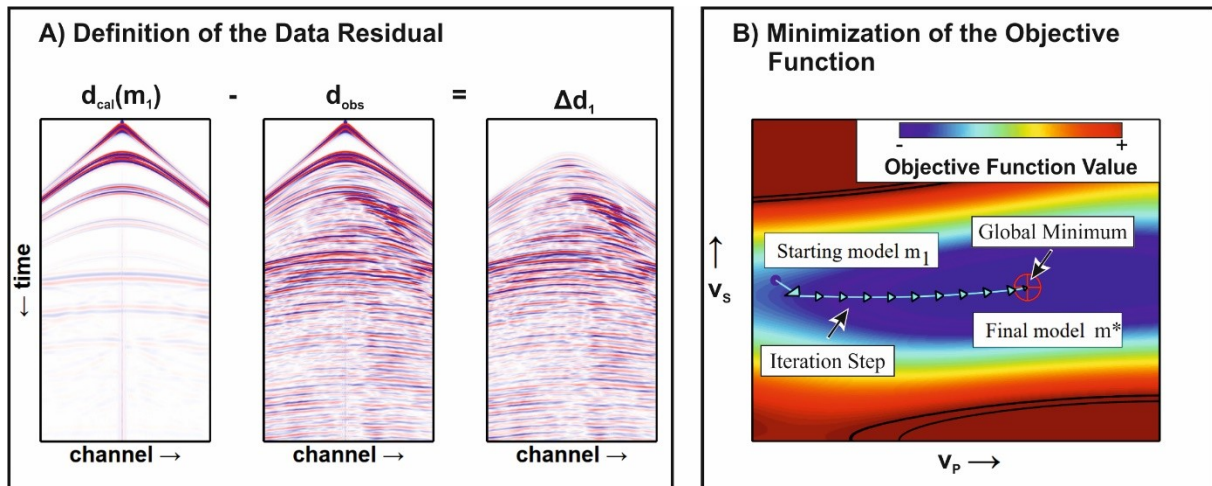 A) Definition of the Data Residual
d_cal(m_1) - d_obs = Δd_1
← time
channel →
channel →
channel →
B) Minimization of the Objective
Function
- +
Objective Function Value
Global Minimum
Starting model m_1
Iteration Step
Final model m*
↑
v_S
v_P →